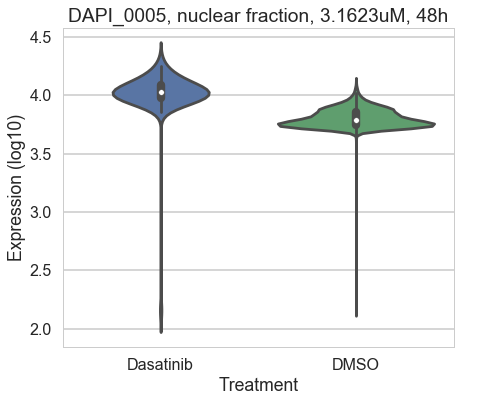 DAPI_0005, nuclear fraction, 3.1623uM, 48h
4.5
4.0
3.5
3.0
2.5
2.0
Expression (log10)
Dasatinib
DMSO
Treatment